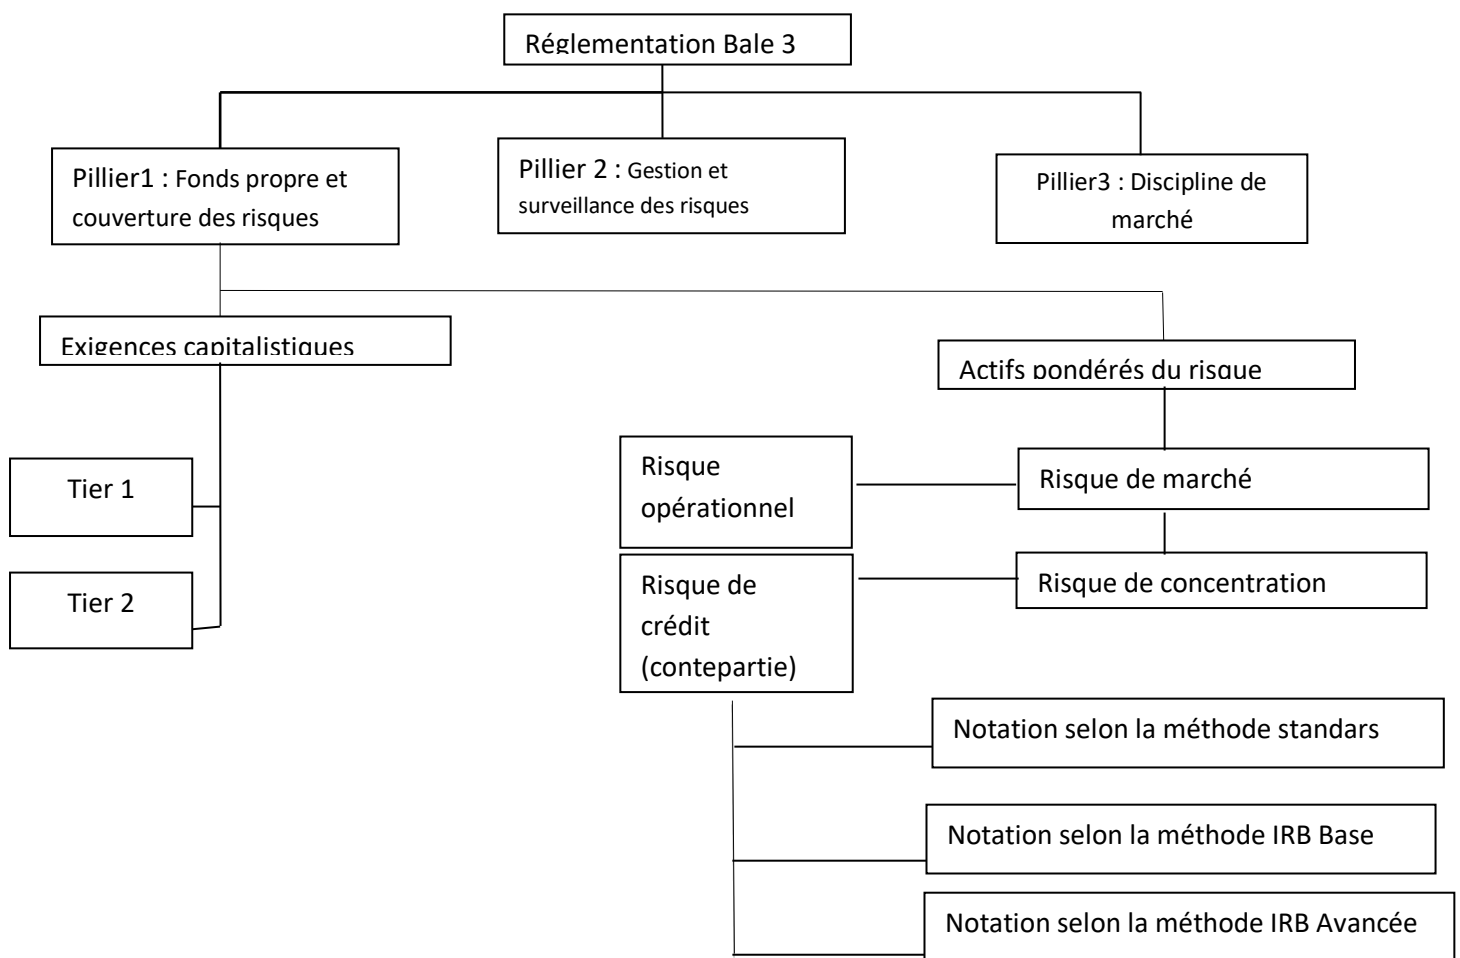 Réglementation Bale 3
Pillier1 : Fonds propre et
couverture des risques
Pillier 2 : Gestion et
surveillance des risques
Pillier3 : Discipline de
marché
Exigences capitalistiques
Actifs pondérés du risque
Risque
opérationnel
Risque de marché
Tier 1
Risque de
crédit
(contepartie)
Risque de concentration
Tier 2
Notation selon la méthode standars
Notation selon la méthode IRB Base
Notation selon la méthode IRB Avancée